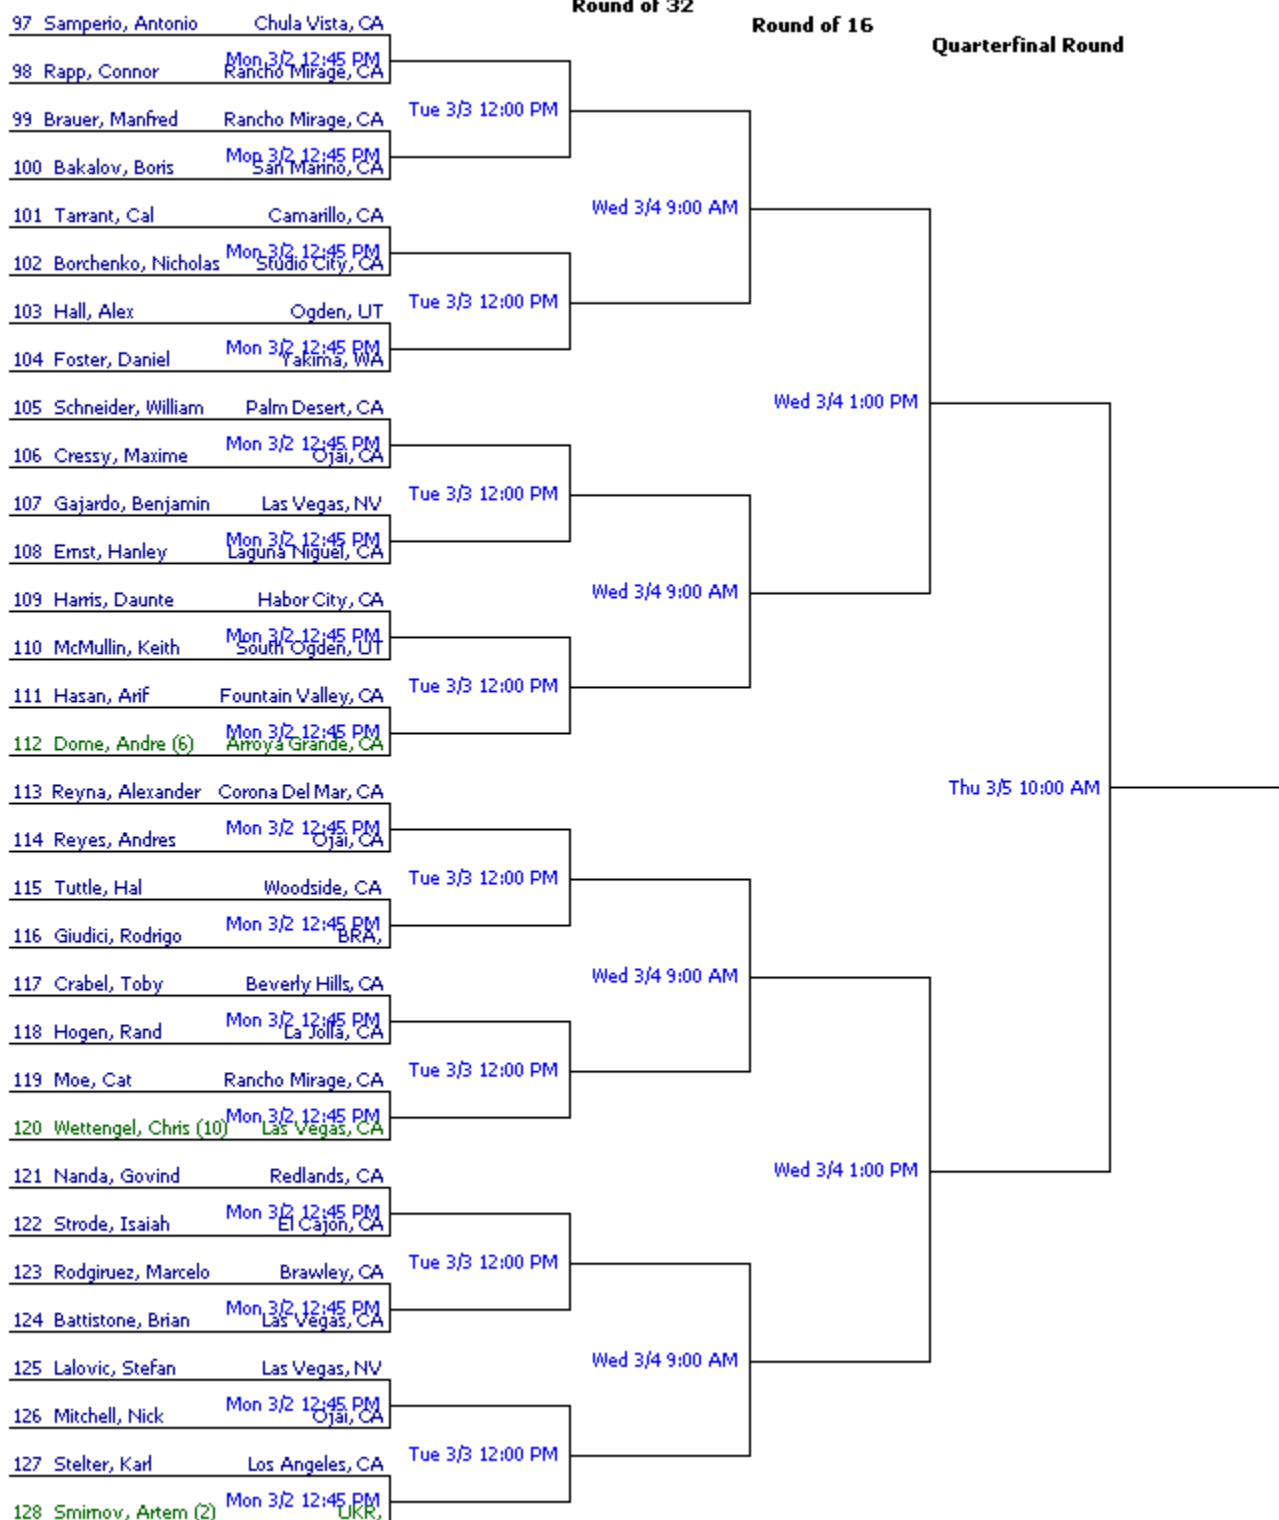 Round of 32
Round of 16
Quarterfinal Round
97 Samperio, Antonio Chula Vista, CA
Mon 3/2 12:45 PM
98 Rapp, Connor Rancho Mirage, CA
Tue 3/3 12:00 PM
99 Brauer, Manfred Rancho Mirage, CA
Mon 3/2 12:45 PM
100 Bakalov, Boris San Marino, CA
Wed 3/4 9:00 AM
101 Tarrant, Cal Camarillo, CA
Mon 3/2 12:45 PM
102 Borchenko, Nicholas Studio City, CA
Tue 3/3 12:00 PM
103 Hall, Alex Ogden, UT
Mon 3/2 12:45 PM
104 Foster, Daniel Yakima, WA
Wed 3/4 1:00 PM
105 Schneider, William Palm Desert, CA
Mon 3/2 12:45 PM
106 Cressy, Maxime Ojai, CA
Tue 3/3 12:00 PM
107 Gajardo, Benjamin Las Vegas, NV
Mon 3/2 12:45 PM
108 Ernst, Hanley Laguna Niguel, CA
Wed 3/4 9:00 AM
109 Harris, Daunte Habor City, CA
Mon 3/2 12:45 PM
110 McMullin, Keith South Ogden, UT
Tue 3/3 12:00 PM
111 Hasan, Arif Fountain Valley, CA
Mon 3/2 12:45 PM
112 Dome, Andre (6) Arroya Grande, CA
Thu 3/5 10:00 AM
113 Reyna, Alexander Corona Del Mar, CA
Mon 3/2 12:45 PM
114 Reyes, Andres Ojai, CA
Tue 3/3 12:00 PM
115 Tuttle, Hal Woodside, CA
Mon 3/2 12:45 PM
116 Giudici, Rodrigo BRA,
Wed 3/4 9:00 AM
117 Crabel, Toby Beverly Hills, CA
Mon 3/2 12:45 PM
118 Hogen, Rand La Jolla, CA
Tue 3/3 12:00 PM
119 Moe, Cat Rancho Mirage, CA
Mon 3/2 12:45 PM
120 Wettengel, Chris (10) Las Vegas, CA
Wed 3/4 1:00 PM
121 Nanda, Govind Redlands, CA
Mon 3/2 12:45 PM
122 Strode, Isaiah El Cajon, CA
Tue 3/3 12:00 PM
123 Rodgiruez, Marcelo Brawley, CA
Mon 3/2 12:45 PM
124 Battistone, Brian Las Vegas, CA
Wed 3/4 9:00 AM
125 Lalovic, Stefan Las Vegas, NV
Mon 3/2 12:45 PM
126 Mitchell, Nick Ojai, CA
Tue 3/3 12:00 PM
127 Stelter, Karl Los Angeles, CA
Mon 3/2 12:45 PM
128 Smirnov, Artem (2) UKR,